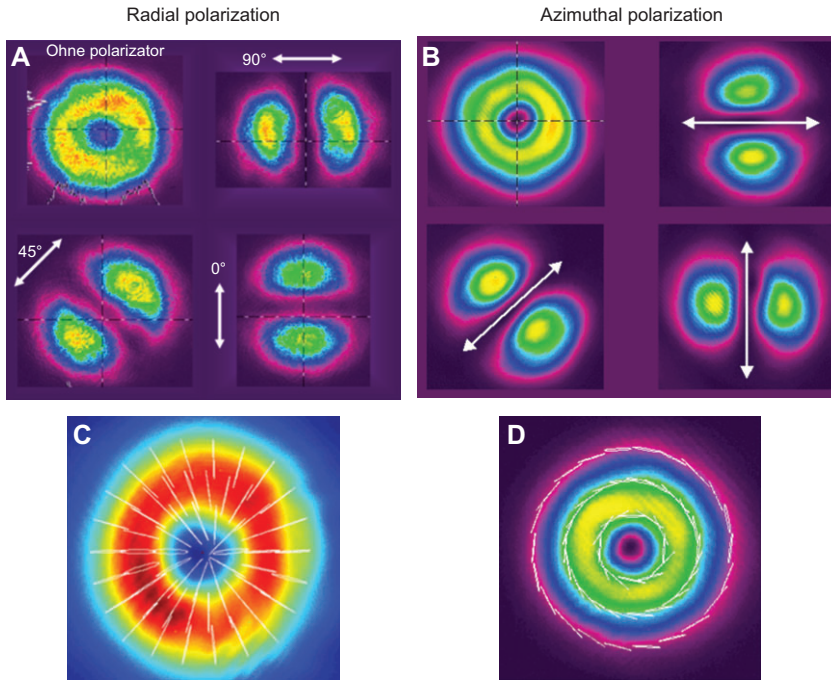 Radial polarization
Azimuthal polarization
A
Ohne polarizator
90°
B
45°
0°
C
D